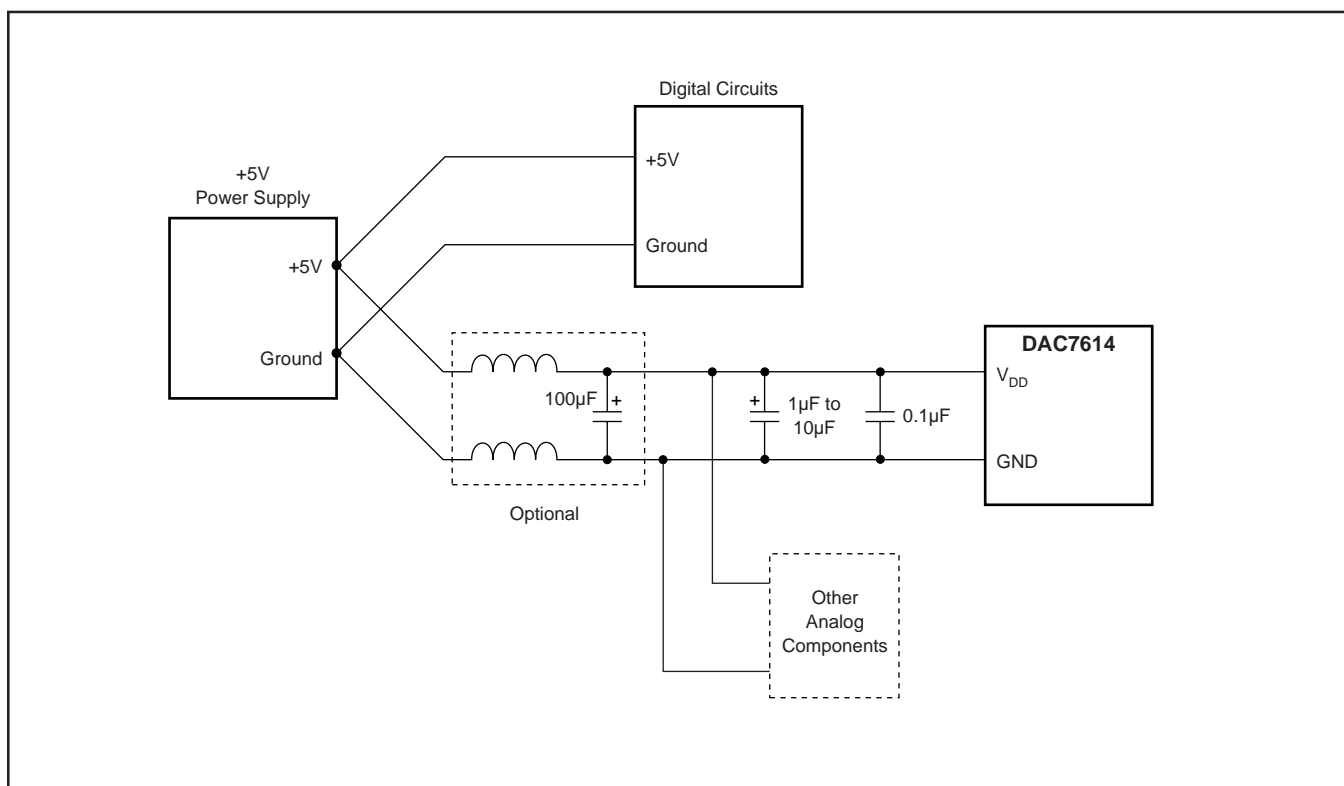 Digital Circuits
+5V
Ground
+5V
Power Supply
+5V
Ground
100µF
+
Optional
+
1µF to
10µF
0.1µF
DAC7614
VDD
GND
Other
Analog
Components